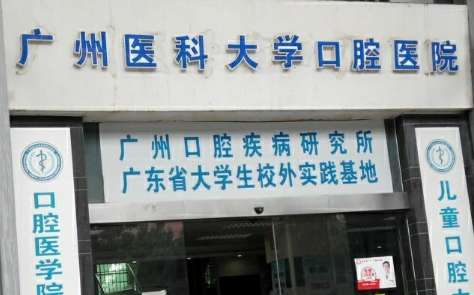 广州医科大学口腔医院
广州口腔疾病研究所
广东省大学生校外实践基地
口腔医学院
儿童口腔